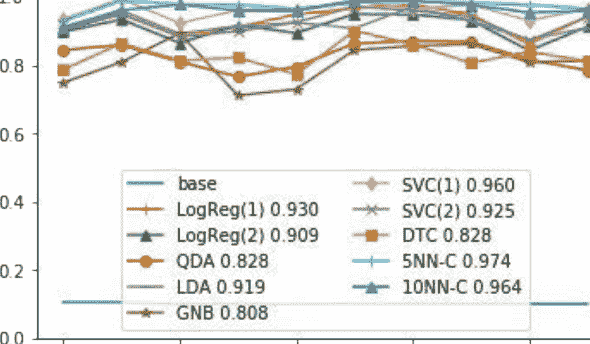 0.8
0.6
0.4
0.2
0.0
base
LogReg(1) 0.930
LogReg(2) 0.909
QDA 0.828
LDA 0.919
GNB 0.808
SVC(1) 0.960
SVC(2) 0.925
DTC 0.828
5NN-C 0.974
10NN-C 0.964